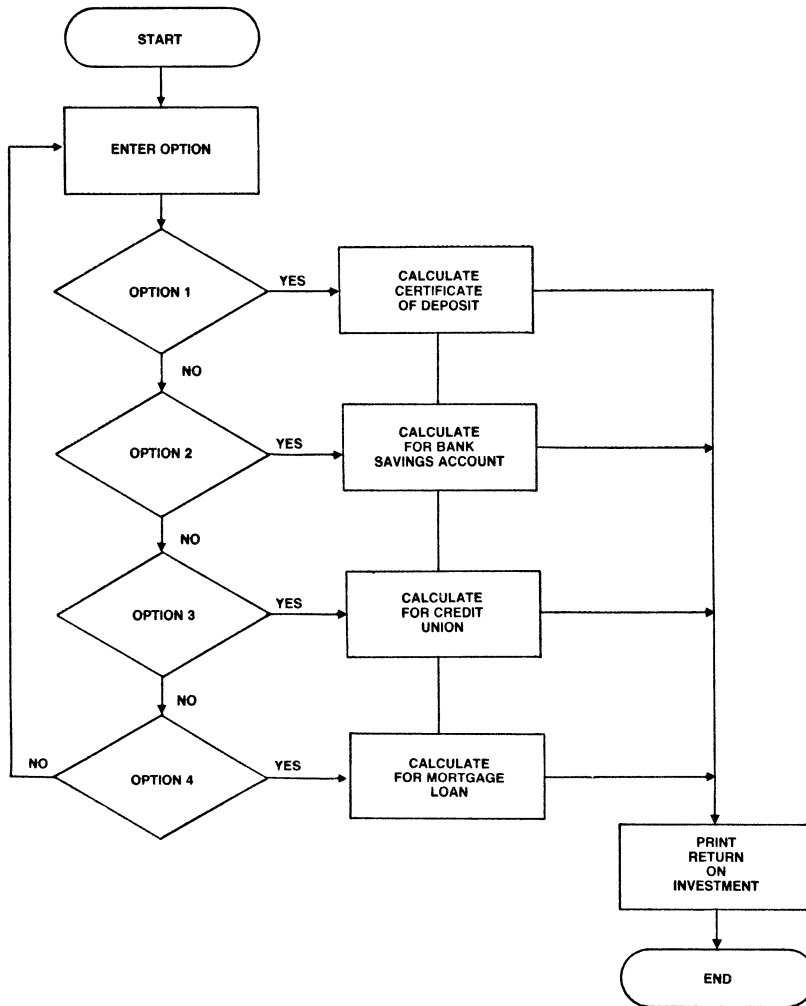 START
ENTER OPTION
OPTION 1
YES
CALCULATE
CERTIFICATE
OF DEPOSIT
NO
OPTION 2
YES
CALCULATE
FOR BANK
SAVINGS ACCOUNT
NO
OPTION 3
YES
CALCULATE
FOR CREDIT
UNION
NO
NO
OPTION 4
YES
CALCULATE
FOR MORTGAGE
LOAN
PRINT
RETURN
ON
INVESTMENT
END